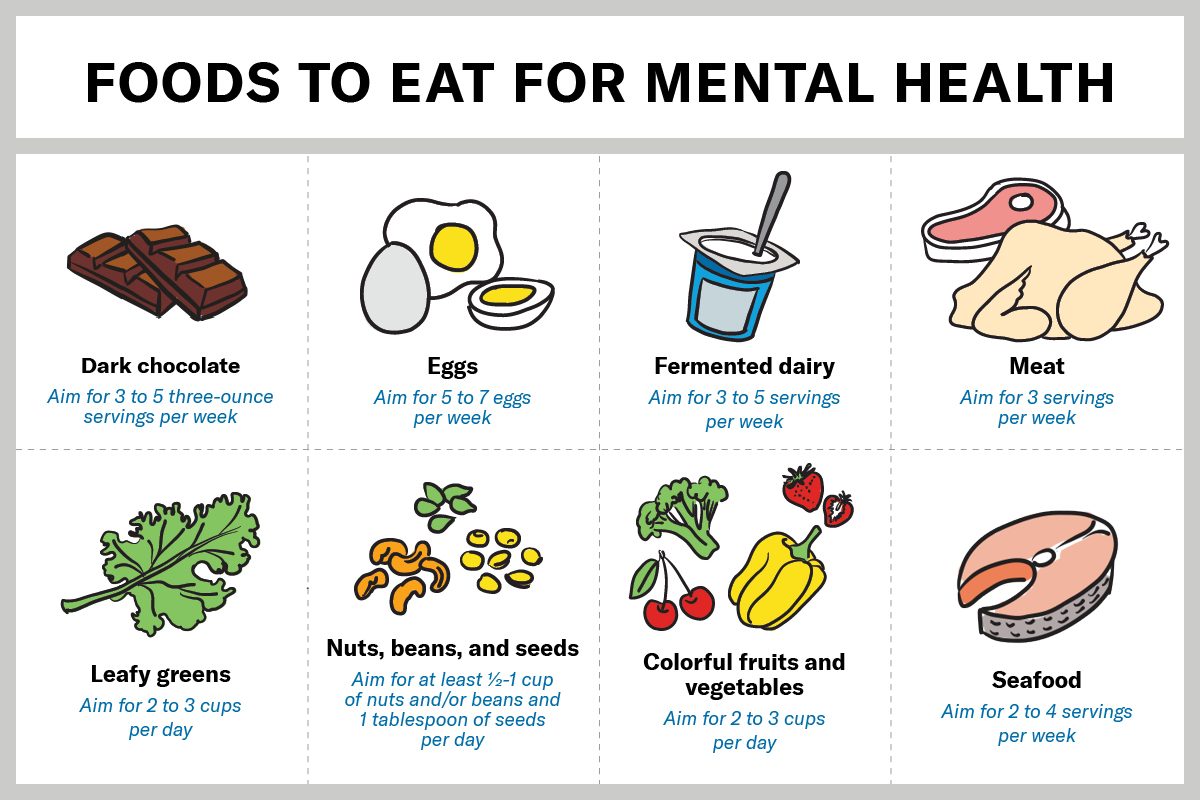 FOODS TO EAT FOR MENTAL HEALTH
Dark chocolate
Aim for 3 to 5 three-ounce
servings per week
Eggs
Aim for 5 to 7 eggs
per week
Fermented dairy
Aim for 3 to 5 servings
per week
Meat
Aim for 3 servings
per week
Leafy greens
Aim for 2 to 3 cups
per day
Nuts, beans, and seeds
Aim for at least ½-1 cup
of nuts and/or beans and
1 tablespoon of seeds
per day
Colorful fruits and
vegetables
Aim for 2 to 3 cups
per day
Seafood
Aim for 2 to 4 servings
per week